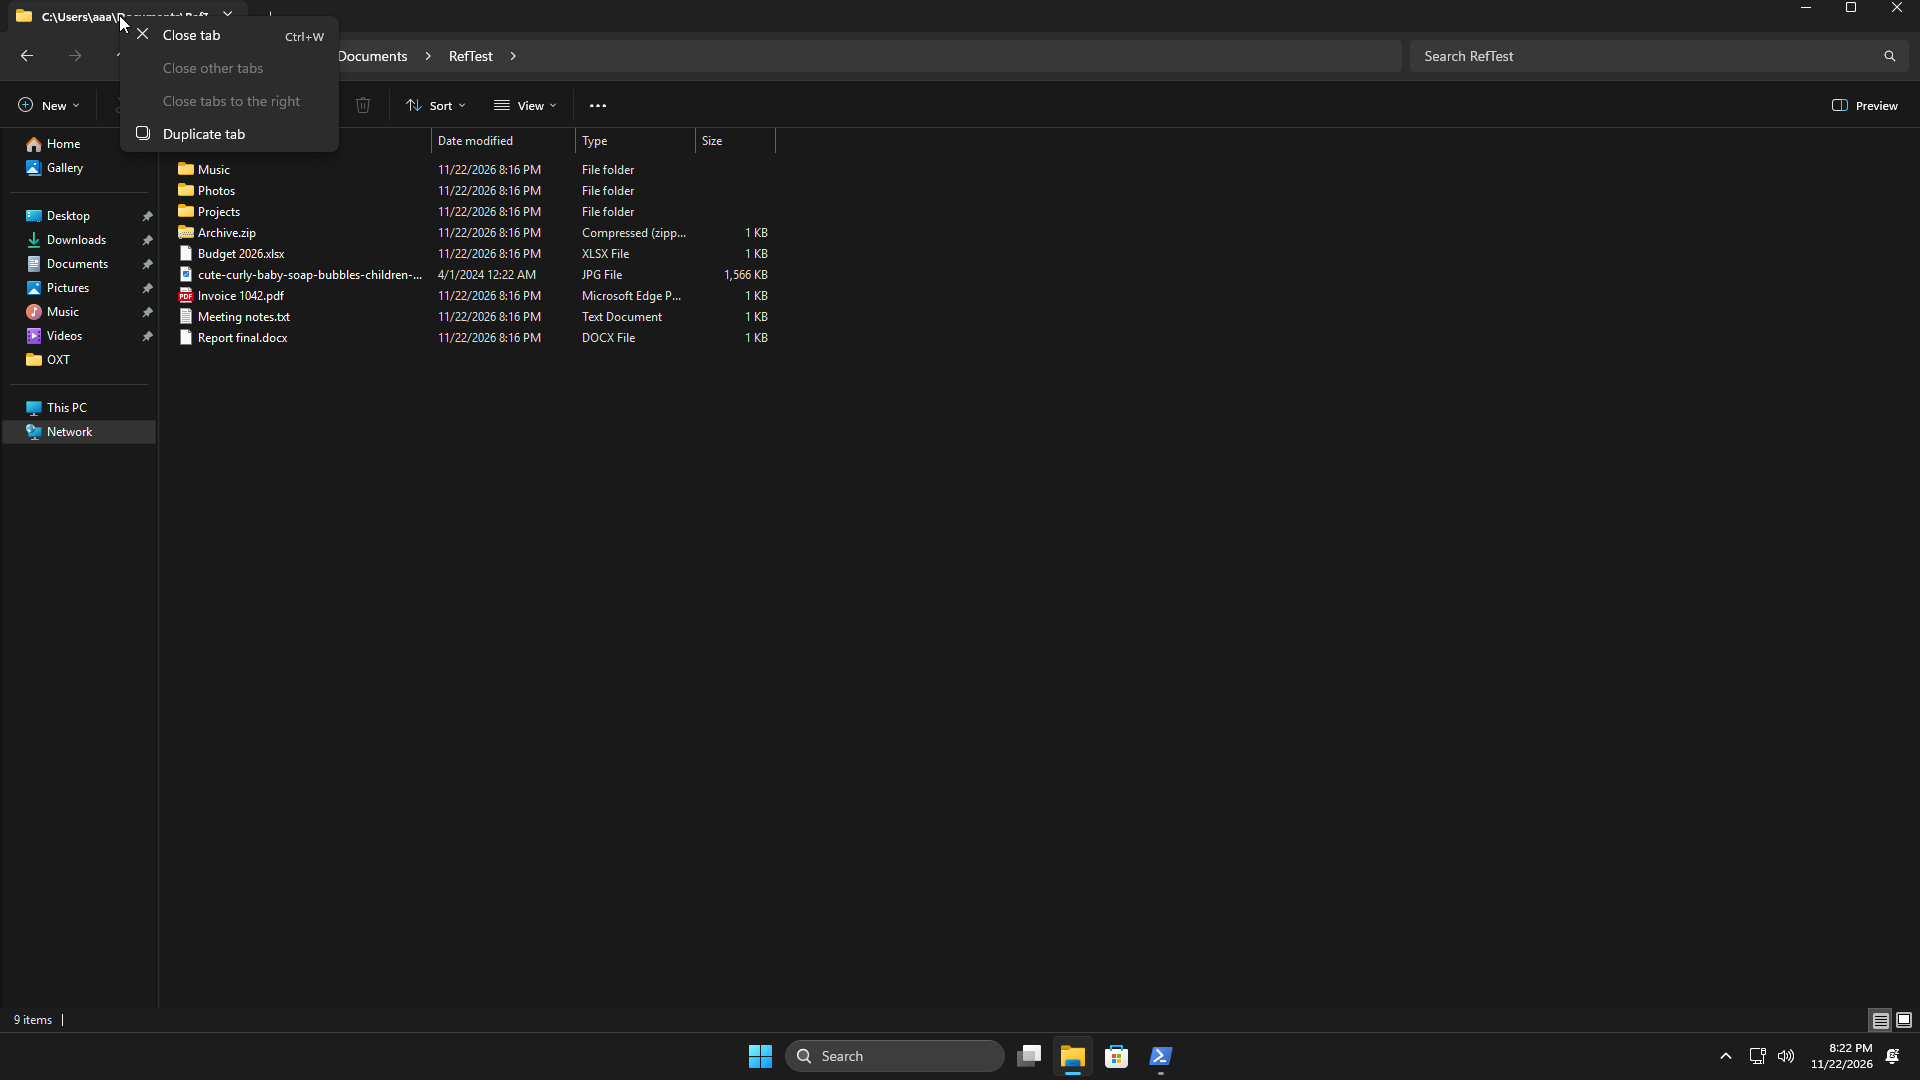 C:\Users\aaa\
Close tab Ctrl+W
Close other tabs
Close tabs to the right
Duplicate tab
Documents RefTest
Search RefTest
New
Sort
View
Preview
Home
Gallery
Desktop
Downloads
Documents
Pictures
Music
Videos
OXT
This PC
Network
Date modified Type Size
Music 11/22/2026 8:16 PM File folder
Photos 11/22/2026 8:16 PM File folder
Projects 11/22/2026 8:16 PM File folder
Archive.zip 11/22/2026 8:16 PM Compressed (zipp... 1 KB
Budget 2026.xlsx 11/22/2026 8:16 PM XLSX File 1 KB
cute-curly-baby-soap-bubbles-children-... 4/1/2024 12:22 AM JPG File 1,566 KB
Invoice 1042.pdf 11/22/2026 8:16 PM Microsoft Edge P... 1 KB
Meeting notes.txt 11/22/2026 8:16 PM Text Document 1 KB
Report final.docx 11/22/2026 8:16 PM DOCX File 1 KB
9 items
Search
8:22 PM
11/22/2026